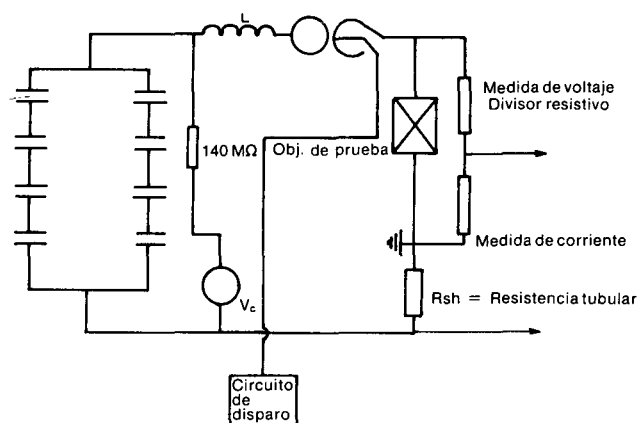 L
140 MΩ
Obj. de prueba
Medida de voltaje
Divisor resistivo
Medida de corriente
Vc
Rsh = Resistencia tubular
Circuito
de
disparo